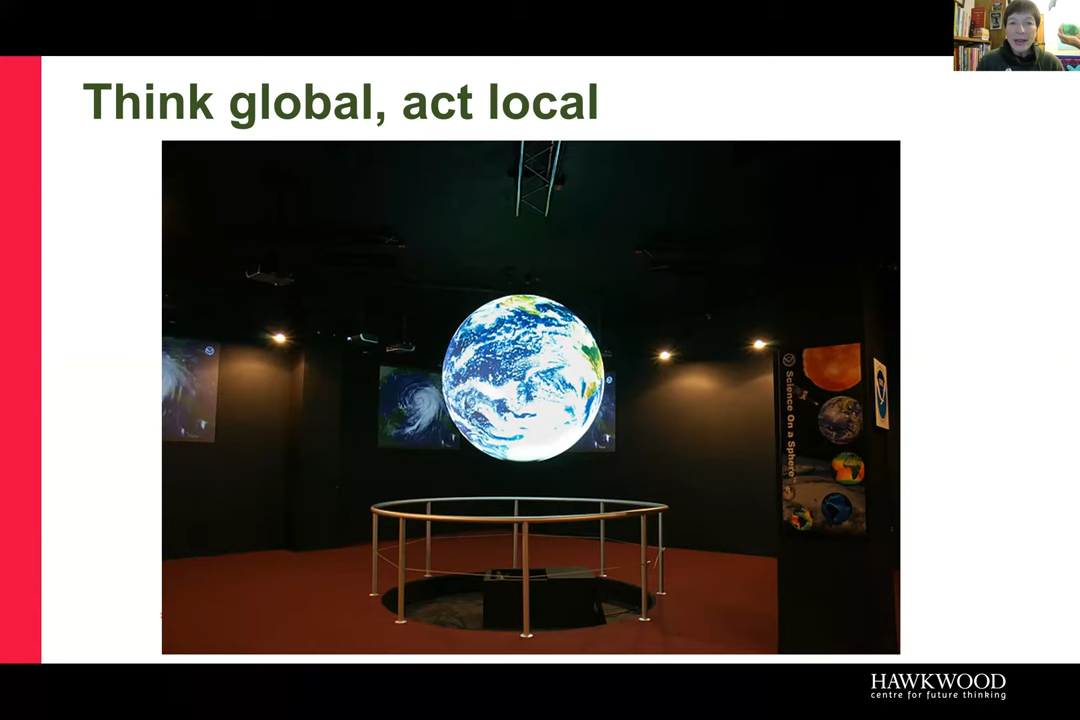 Think global, act local
Science On a Sphere
HAWKWOOD
centre for future thinking